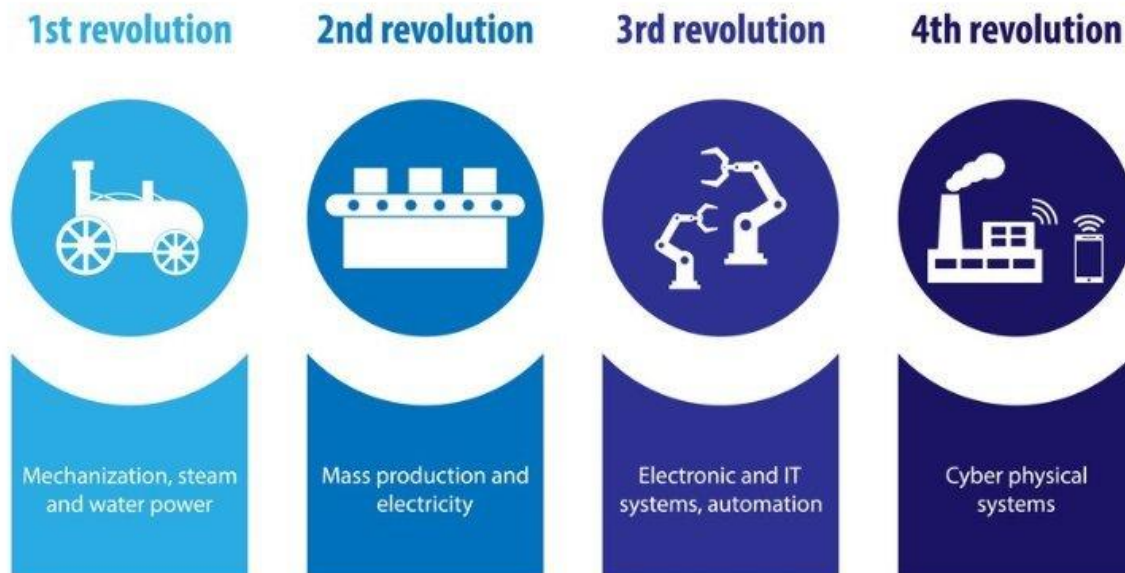 1st revolution
2nd revolution
3rd revolution
4th revolution
Mechanization, steam
and water power
Mass production and
electricity
Electronic and IT
systems, automation
Cyber physical
systems